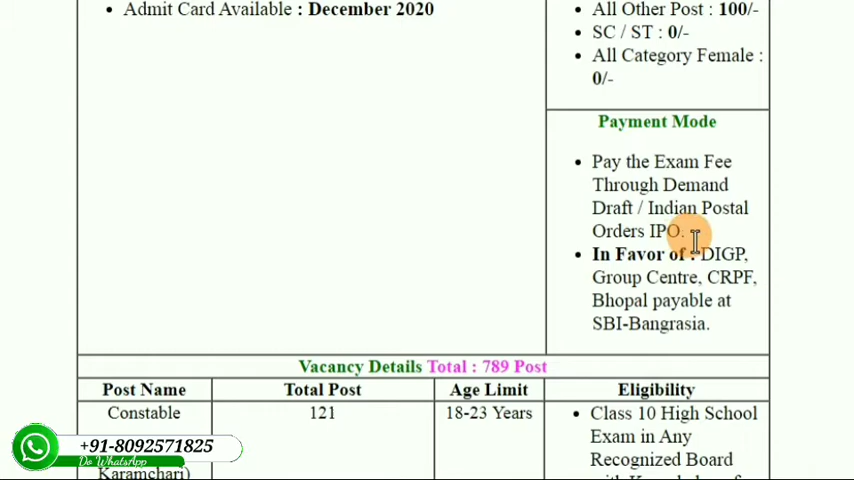 Admit Card Available : December 2020
All Other Post : 100/-
SC / ST : 0/-
All Category Female :
0/-
Payment Mode
Pay the Exam Fee
Through Demand
Draft / Indian Postal
Orders IPO.
In Favor of : DIGP,
Group Centre, CRPF,
Bhopal payable at
SBI-Bangrasia.
Vacancy Details Total : 789 Post
Post Name Total Post Age Limit Eligibility
Constable 121 18-23 Years Class 10 High School
Exam in Any
Recognized Board
Karamchari)
+91-8092571825
Do WhatsApp